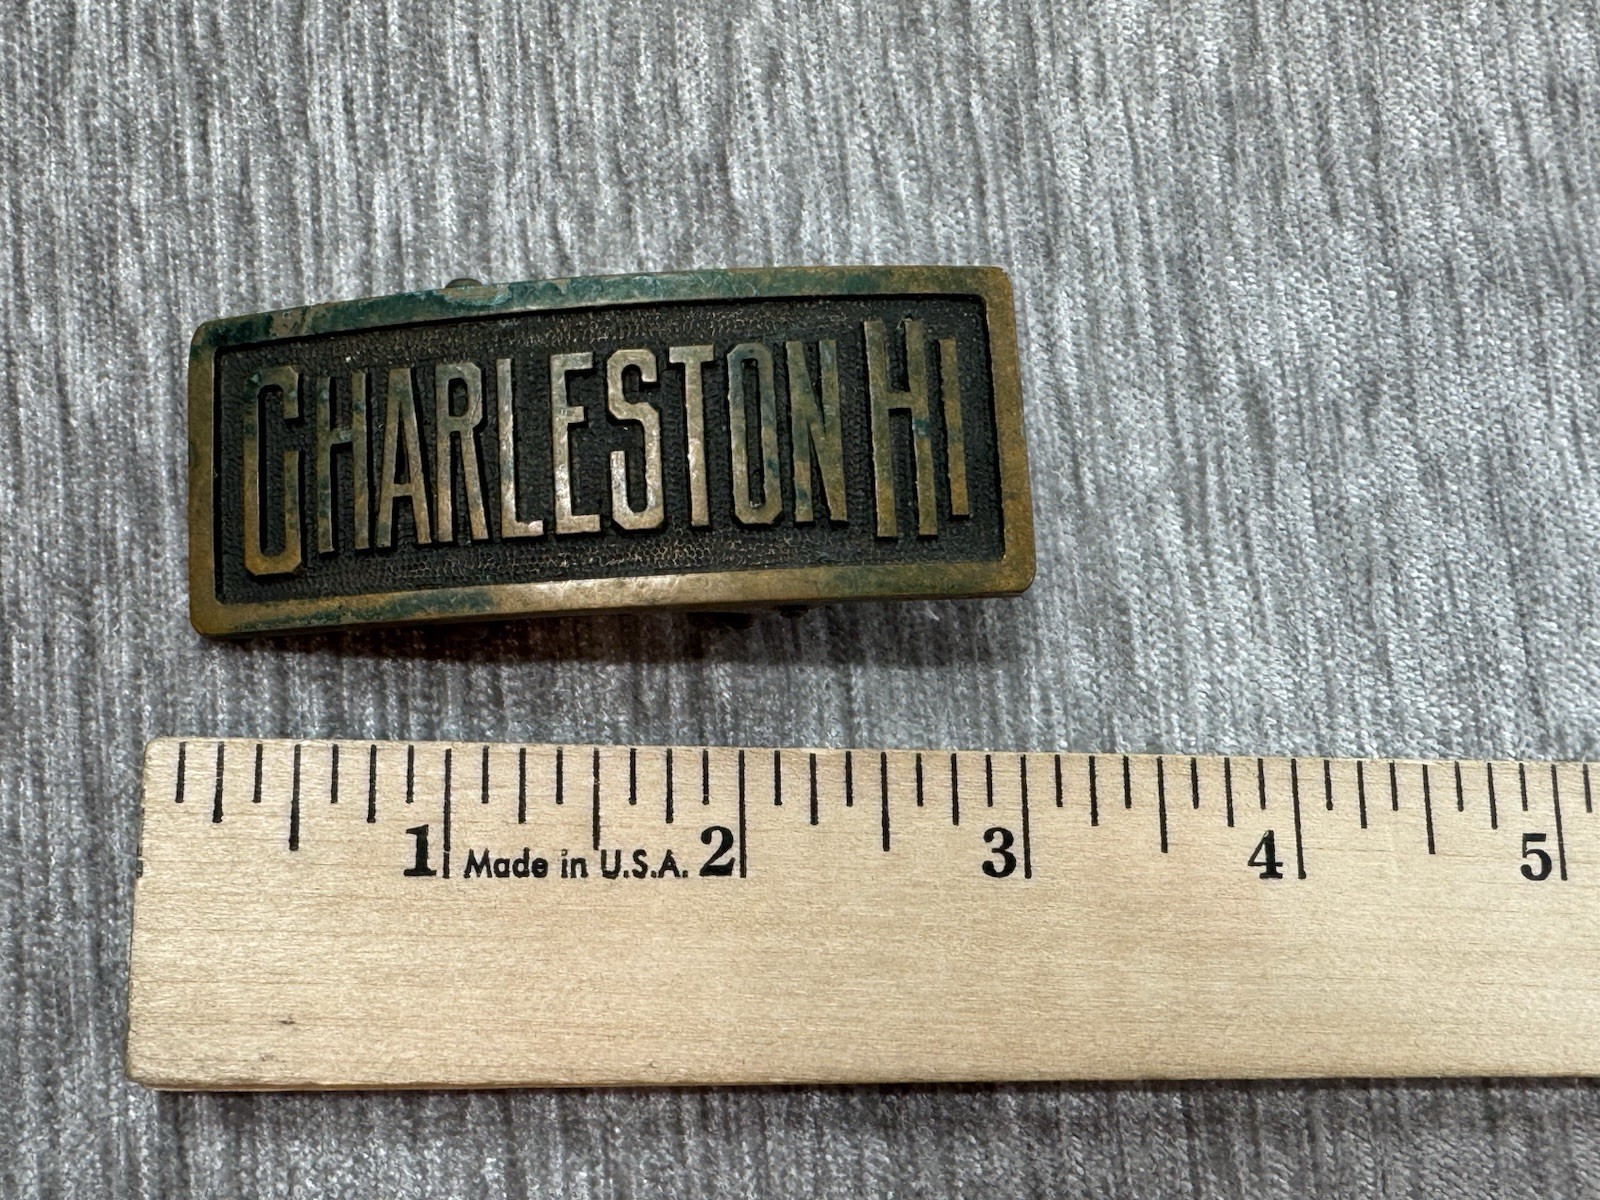 CHARLESTON HI
1 Made in U.S.A. 2 3 4 5